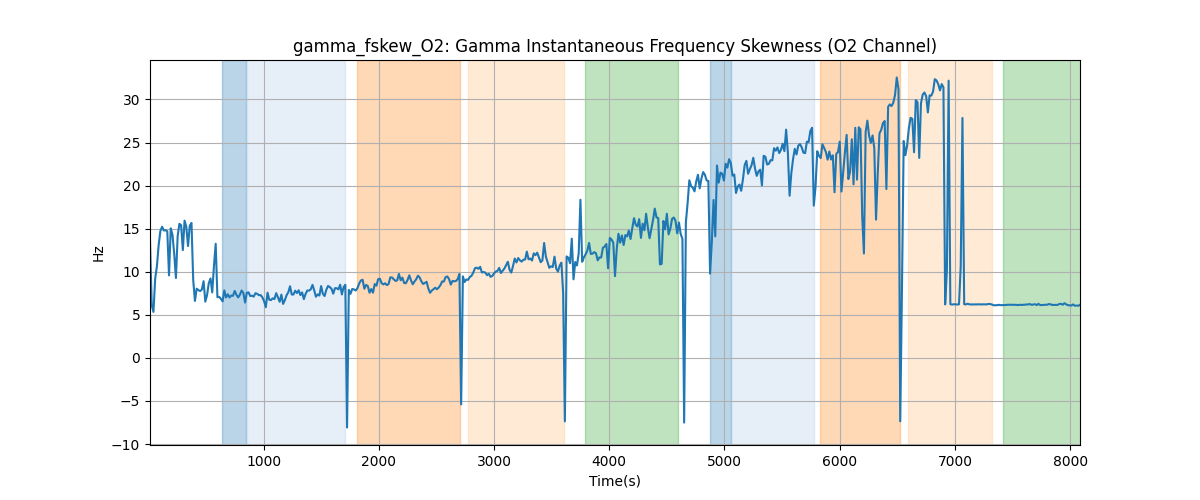 gamma_fskew_O2: Gamma Instantaneous Frequency Skewness (O2 Channel)
30
25
20
15
10
5
0
−5
−10
Hz
1000 2000 3000 4000 5000 6000 7000 8000
Time(s)